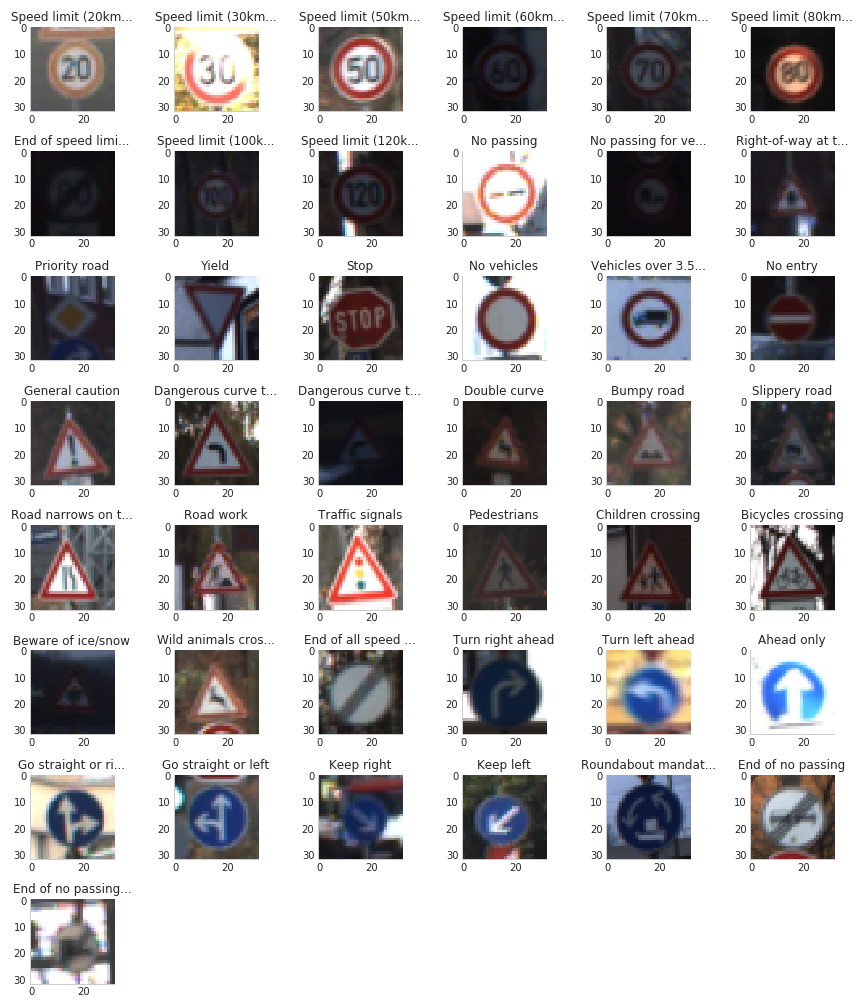 Speed limit (20km... Speed limit (30km... Speed limit (50km... Speed limit (60km... Speed limit (70km... Speed limit (80km...
0 0 0 0 0 0
10 10 10 10 10 10
20 30 50 60 70 80
20 20 20 20 20 20
30 30 30 30 30 30
0 20 0 20 0 20 0 20 0 20 0 20
End of speed limi... Speed limit (100k... Speed limit (120k... No passing No passing for ve... Right-of-way at t...
0 0 0 0 0 0
10 10 10 10 10 10
120
20 20 20 20 20 20
30 30 30 30 30 30
0 20 0 20 0 20 0 20 0 20 0 20
Priority road Yield Stop No vehicles Vehicles over 3.5... No entry
0 0 0 0 0 0
10 10 10 10 10 10
STOP
20 20 20 20 20 20
30 30 30 30 30 30
0 20 0 20 0 20 0 20 0 20 0 20
General caution Dangerous curve t... Dangerous curve t... Double curve Bumpy road Slippery road
0 0 0 0 0 0
10 10 10 10 10 10
20 20 20 20 20 20
30 30 30 30 30 30
0 20 0 20 0 20 0 20 0 20 0 20
Road narrows on t... Road work Traffic signals Pedestrians Children crossing Bicycles crossing
0 0 0 0 0 0
10 10 10 10 10 10
20 20 20 20 20 20
30 30 30 30 30 30
0 20 0 20 0 20 0 20 0 20 0 20
Beware of ice/snow Wild animals cros... End of all speed ... Turn right ahead Turn left ahead Ahead only
0 0 0 0 0 0
10 10 10 10 10 10
20 20 20 20 20 20
30 30 30 30 30 30
0 20 0 20 0 20 0 20 0 20 0 20
Go straight or ri... Go straight or left Keep right Keep left Roundabout mandat... End of no passing
0 0 0 0 0 0
10 10 10 10 10 10
20 20 20 20 20 20
30 30 30 30 30 30
0 20 0 20 0 20 0 20 0 20 0 20
End of no passing...
0
10
20
30
0 20